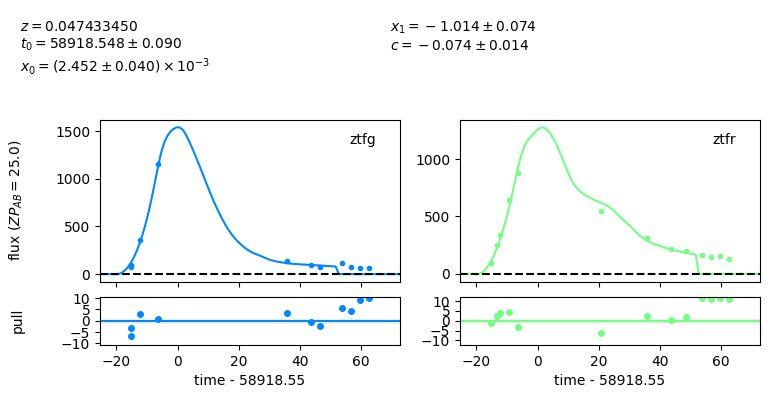 z = 0.047433450
t₀ = 58918.548 ± 0.090
x₀ = (2.452 ± 0.040) × 10⁻³
x₁ = −1.014 ± 0.074
c = −0.074 ± 0.014
flux (ZP_AB = 25.0)
1500
1000
500
0
ztfg
1000
500
0
ztfr
pull
10
5
0
−5
−10
−20
0
20
40
60
time - 58918.55
10
5
0
−5
−10
−20
0
20
40
60
time - 58918.55